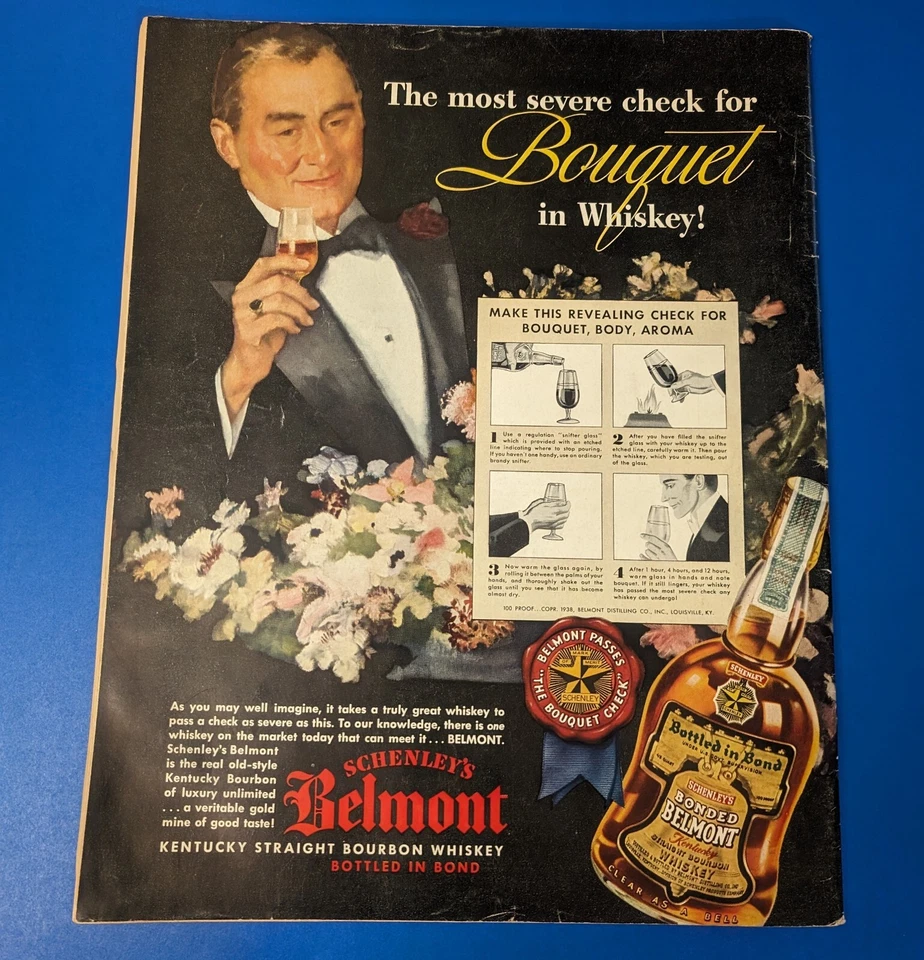 The most severe check for
Bouquet
in Whiskey!
MAKE THIS REVEALING CHECK FOR
BOUQUET, BODY, AROMA
1 Use a regulation "snifter glass"
which is provided with an etched
line indicating where to stop pouring.
If you haven't one handy, use an ordinary
brandy snifter.
2 After you have filled the snifter
glass with your whiskey up to the
etched line, carefully warm it. Then pour
the whiskey, which you are testing, out
of the glass.
3 Now warm the glass again, by
rolling it between the palms of your
hands, and thoroughly shake out the
glass until you see that it has become
almost dry.
4 After 1 hour, 4 hours, and 12 hours,
warm glass in hands and note
bouquet. If it still lingers, your whiskey
has passed the most severe check any
whiskey can undergo!
100 PROOF...COPR. 1938, BELMONT DISTILLING CO., INC., LOUISVILLE, KY.
BELMONT PASSES
"THE BOUQUET CHECK"
MARK
OF MERIT
SCHENLEY
As you may well imagine, it takes a truly great whiskey to
pass a check as severe as this. To our knowledge, there is one
whiskey on the market today that can meet it...BELMONT.
Schenley's Belmont
is the real old-style
Kentucky Bourbon
of luxury unlimited
...a veritable gold
mine of good taste!
SCHENLEY'S
Belmont
KENTUCKY STRAIGHT BOURBON WHISKEY
BOTTLED IN BOND
SCHENLEY
Bottled in Bond
SCHENLEY'S
BONDED
BELMONT
Kentucky
STRAIGHT BOURBON
WHISKEY
CLEAR AS A BELL